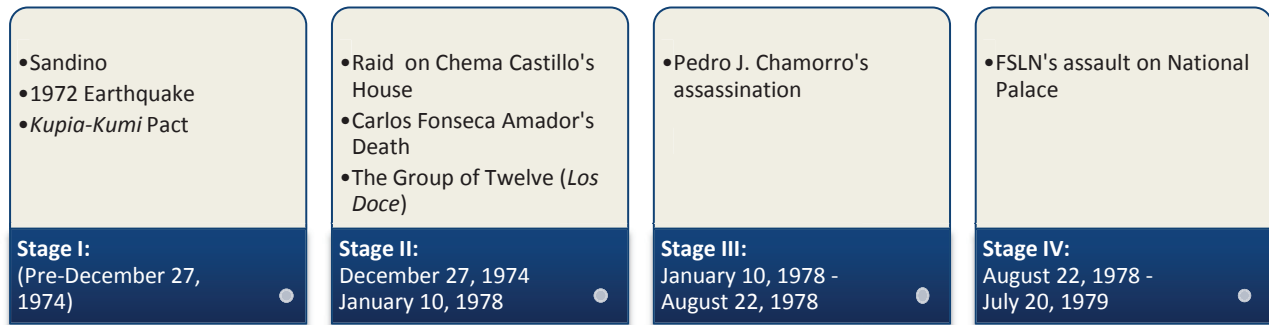 •Sandino
•1972 Earthquake
•Kupia-Kumi Pact
Stage I:
(Pre-December 27,
1974)
•Raid on Chema Castillo's
House
•Carlos Fonseca Amador's
Death
•The Group of Twelve (Los
Doce)
Stage II:
December 27, 1974
January 10, 1978
•Pedro J. Chamorro's
assassination
Stage III:
January 10, 1978 -
August 22, 1978
•FSLN's assault on National
Palace
Stage IV:
August 22, 1978 -
July 20, 1979